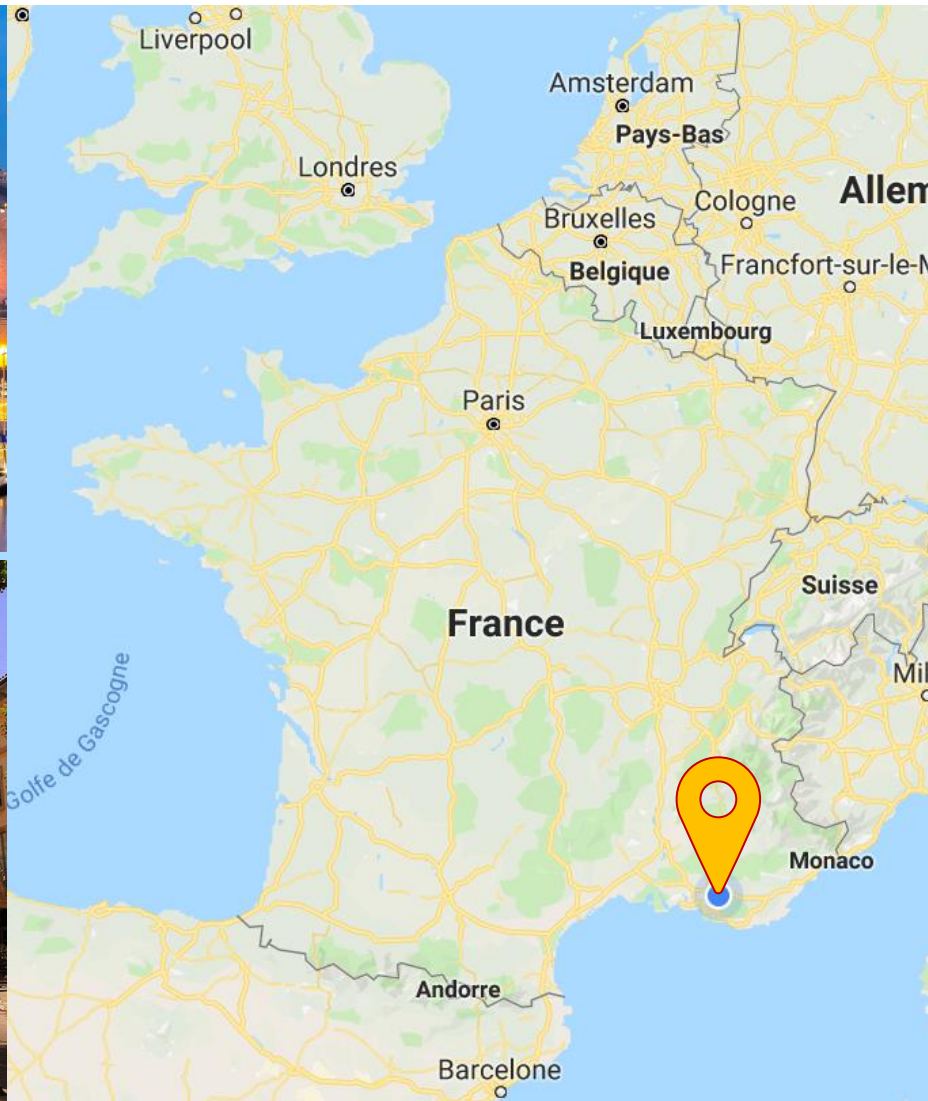 Liverpool
Amsterdam
Pays-Bas
Londres
Cologne
Allem
Bruxelles
Belgique
Francfort-sur-le-M
Luxembourg
Paris
Suisse
France
Mil
Golfe de Gascogne
Monaco
Andorre
Barcelone